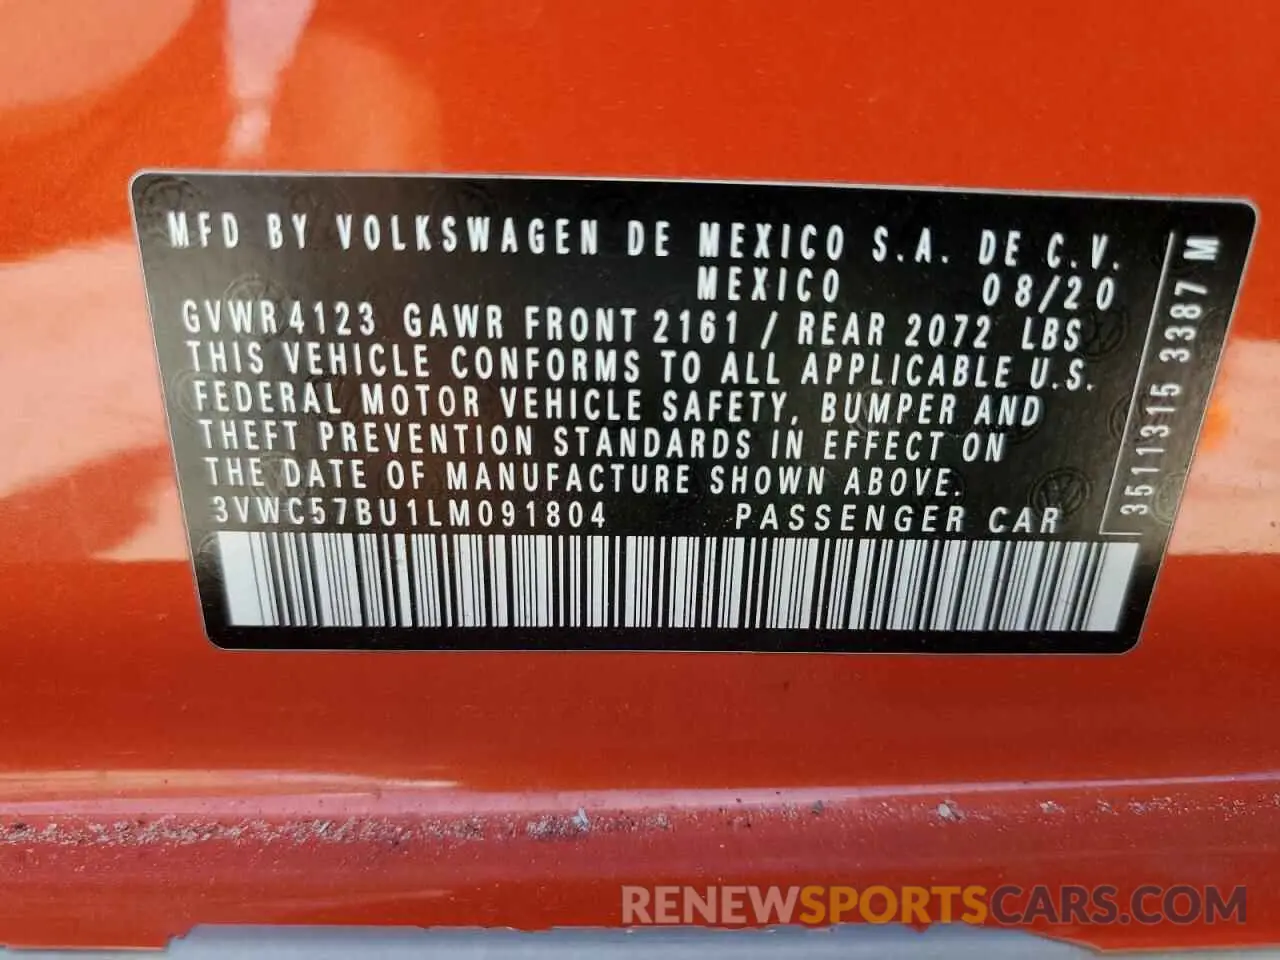 MFD BY VOLKSWAGEN DE MEXICO S.A. DE C.V.
MEXICO 08/20
GVWR 4123 GAWR FRONT 2161 / REAR 2072 LBS
THIS VEHICLE CONFORMS TO ALL APPLICABLE U.S.
FEDERAL MOTOR VEHICLE SAFETY, BUMPER AND
THEFT PREVENTION STANDARDS IN EFFECT ON
THE DATE OF MANUFACTURE SHOWN ABOVE.
3VWC57BU1LM091804 PASSENGER CAR
3511315 3387 M
RENEWSPORTSCARS.COM